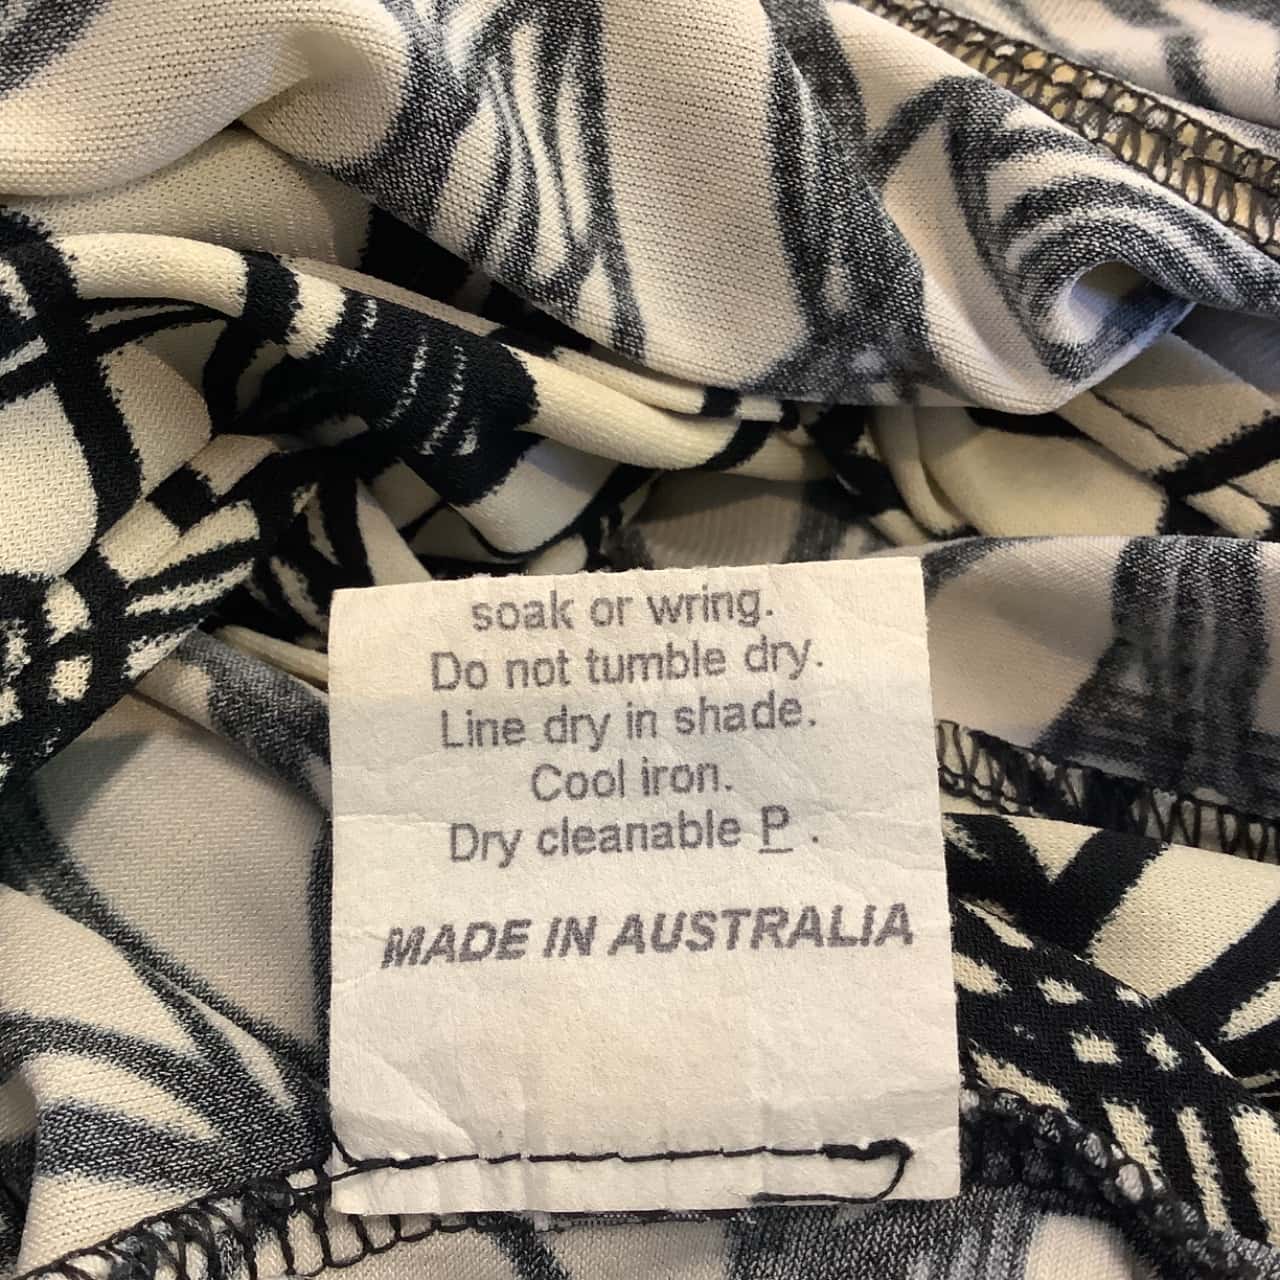 soak or wring.
Do not tumble dry.
Line dry in shade.
Cool iron.
Dry cleanable P .
MADE IN AUSTRALIA